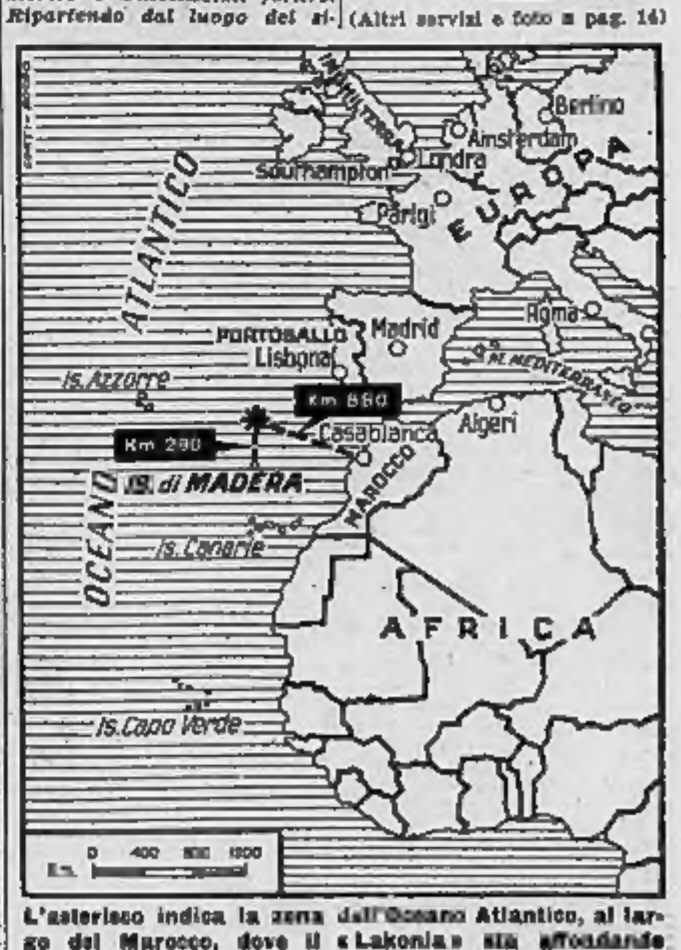 Ripartendo dal luogo del si-
(Altri servizi e foto a pag. 14)
INGHILTERRA
Berlino
Amsterdam
Londra
Southampton
EUROPA
Parigi
ATLANTICO
Roma
PORTOGALLO
Madrid
Lisbona
M. MEDITERRANEO
Is. Azzorre
Km 880
Casablanca
Algeri
Km 290
IS. di MADERA
MAROCCO
OCEANO
Is. Canarie
AFRICA
Is. Capo Verde
Km. 0 400 800 1200
L'asterisco indica la zona dell'Oceano Atlantico, al lar-
go del Marocco, dove il «Lakonia» sta affondando